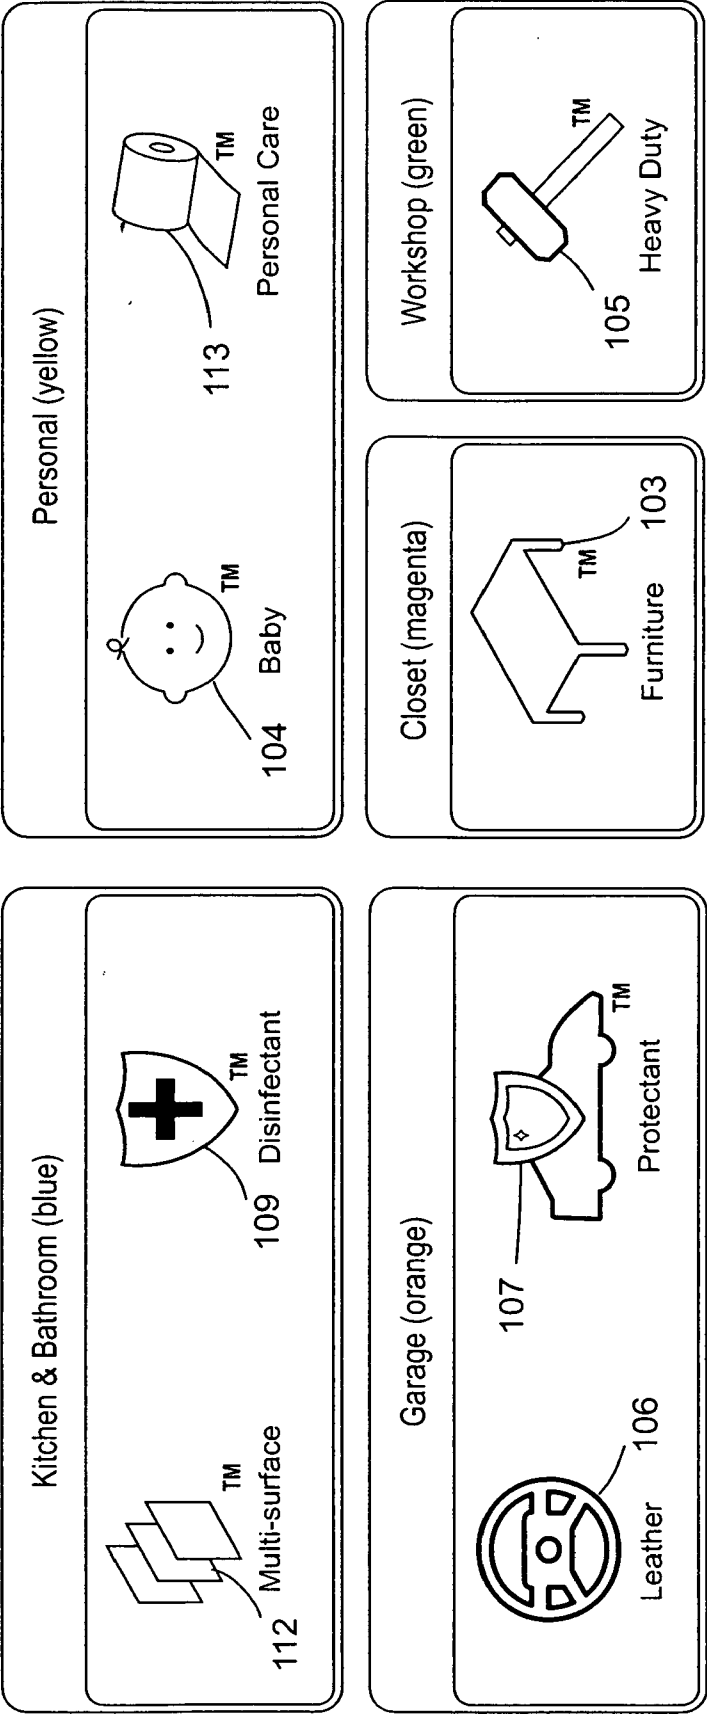 Kitchen & Bathroom (blue)
TM
TM
112
Multi-surface
109
Disinfectant
Personal (yellow)
TM
TM
104
Baby
113
Personal Care
Garage (orange)
107
TM
Leather
106
Protectant
Closet (magenta)
TM
Furniture
103
Workshop (green)
TM
105
Heavy Duty